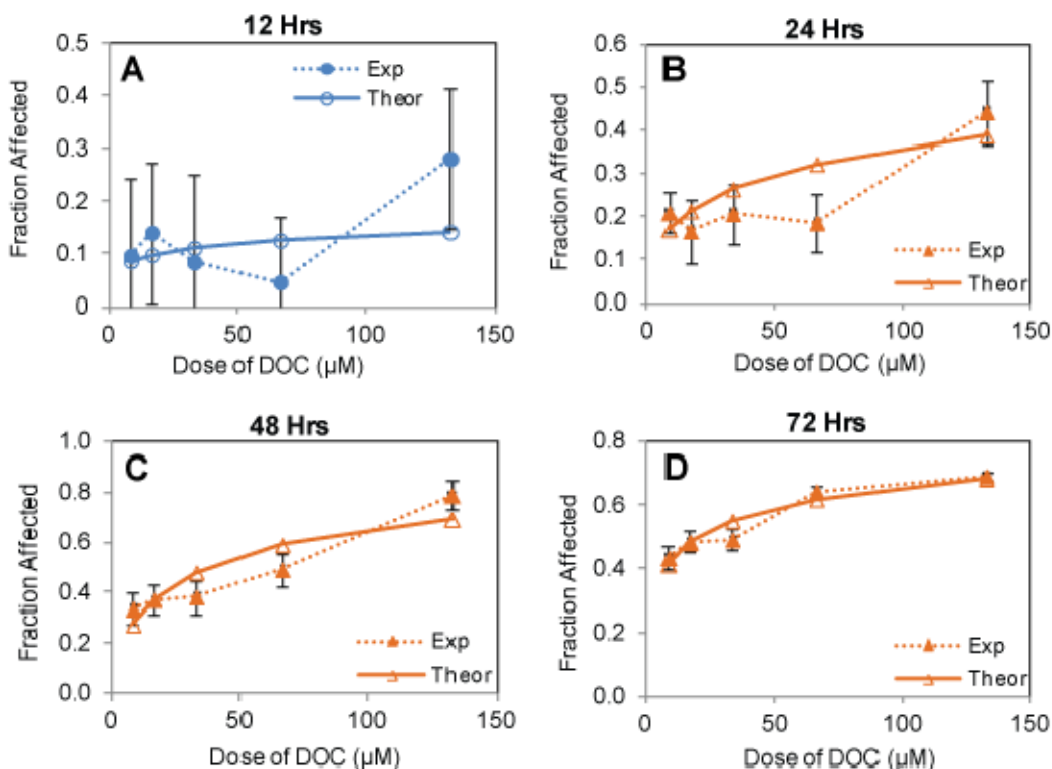 12 Hrs
A
Exp
Theor
Fraction Affected
0.5
0.4
0.3
0.2
0.1
0
0 50 100 150
Dose of DOC (µM)
24 Hrs
B
Exp
Theor
Fraction Affected
0.6
0.5
0.4
0.3
0.2
0.1
0.0
0 50 100 150
Dose of DOC (µM)
48 Hrs
C
Exp
Theor
Fraction Affected
1.0
0.8
0.6
0.4
0.2
0.0
0 50 100 150
Dose of DOC (µM)
72 Hrs
D
Exp
Theor
Fraction Affected
0.8
0.6
0.4
0.2
0.0
0 50 100 150
Dose of DOC (µM)